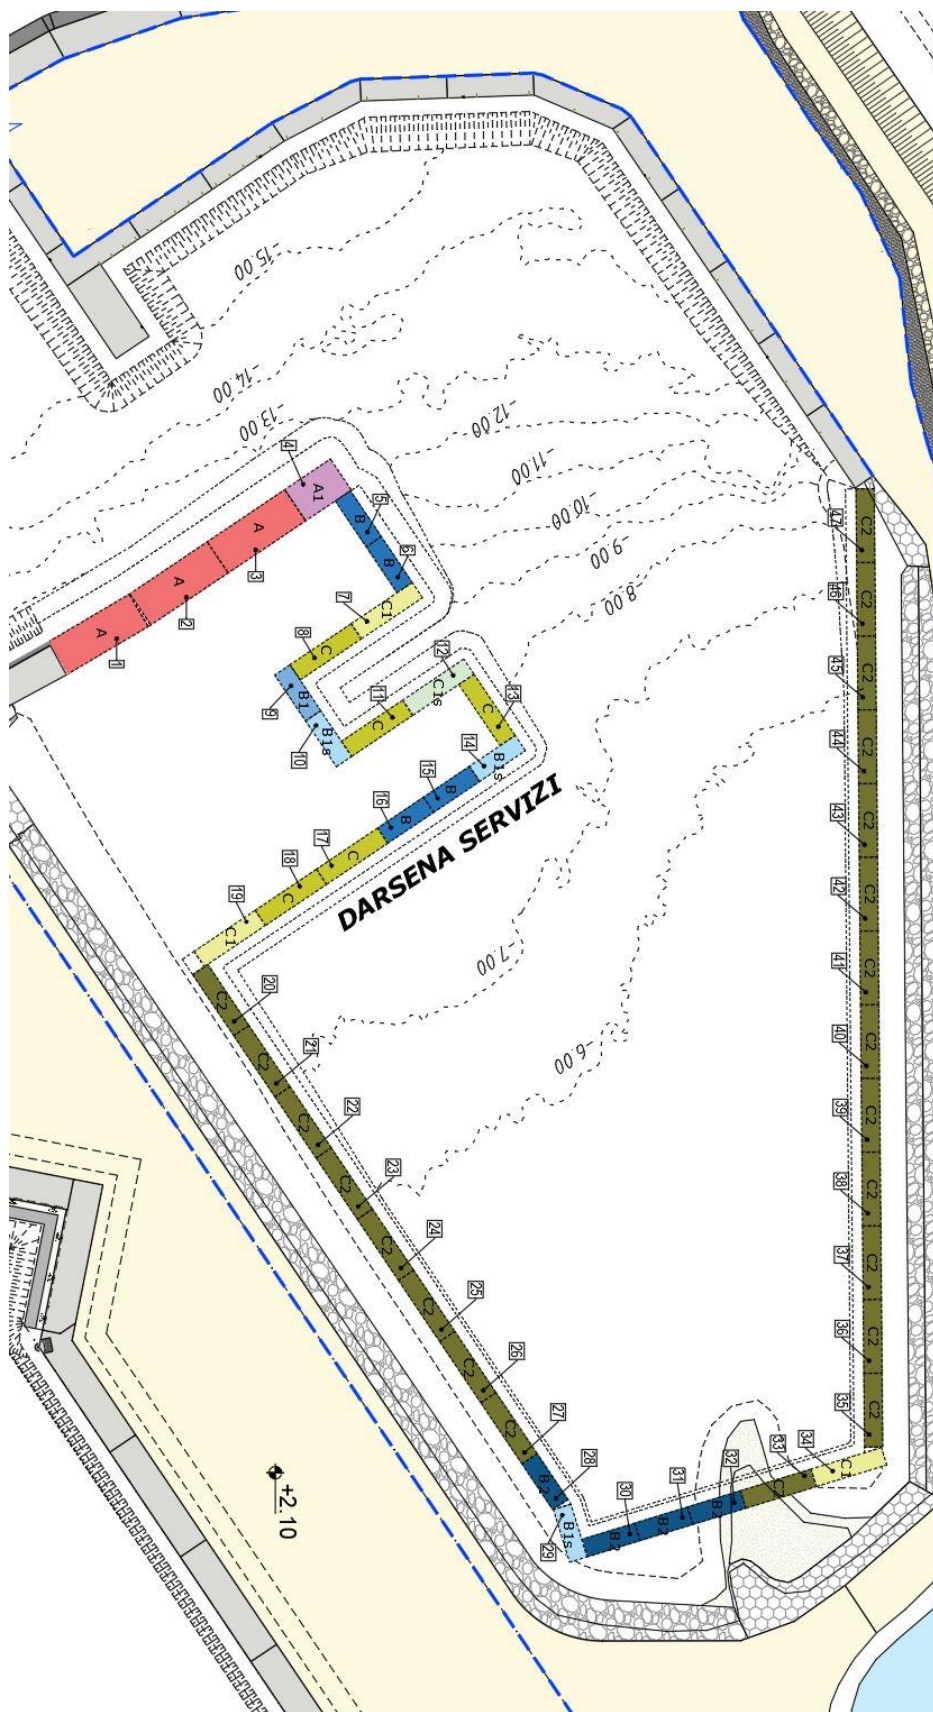 -15.00
-14.00
-13.00
-12.00
-11.00
-10.00
-9.00
-8.00
-7.00
-6.00
DARSENA SERVIZI
+2.10
A 1
A 2
A 3
A1 4
B 5
B 6
C1 7
C 8
B1 9
B1s 10
C 11
C1s 12
C 13
B1s 14
B 15
B 16
C 17
C 18
C1 19
C2 20
C2 21
C2 22
C2 23
C2 24
C2 25
C2 26
C2 27
B2 28
B1s 29
B2 30
B2 31
B2 32
C2 33
C1 34
C2 35
C2 36
C2 37
C2 38
C2 39
C2 40
C2 41
C2 42
C2 43
C2 44
C2 45
C2 46
C2 47